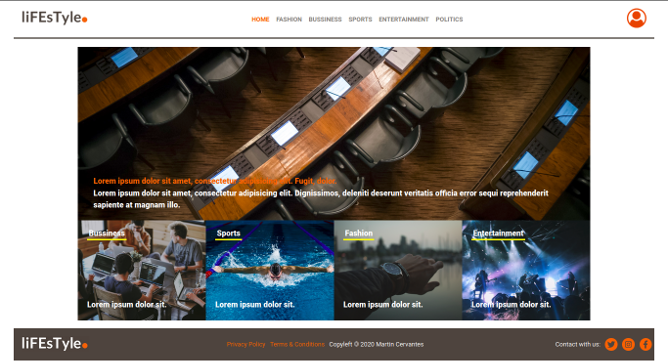 liFEsTyle.
HOME FASHION BUSSINESS SPORTS ENTERTAINMENT POLITICS
Lorem ipsum dolor sit amet, consectetur adipisicing elit. Fugit, dolor.
Lorem ipsum dolor sit amet, consectetur adipisicing elit. Dignissimos, deleniti deserunt veritatis officia error sequi reprehenderit
sapiente at magnam illo.
Bussiness Sports Fashion Entertainment
Lorem ipsum dolor sit. Lorem ipsum dolor sit. Lorem ipsum dolor sit. Lorem ipsum dolor sit.
liFEsTyle. Privacy Policy Terms & Conditions Copyleft © 2020 Martin Cervantes Contact with us: